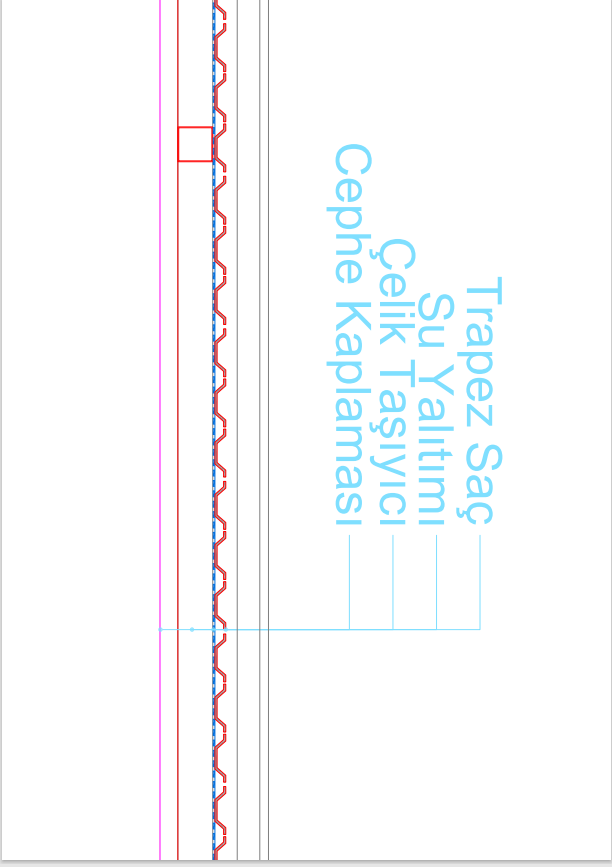 Trapez Saç
Su Yalıtımı
Çelik Taşıyıcı
Cephe Kaplaması